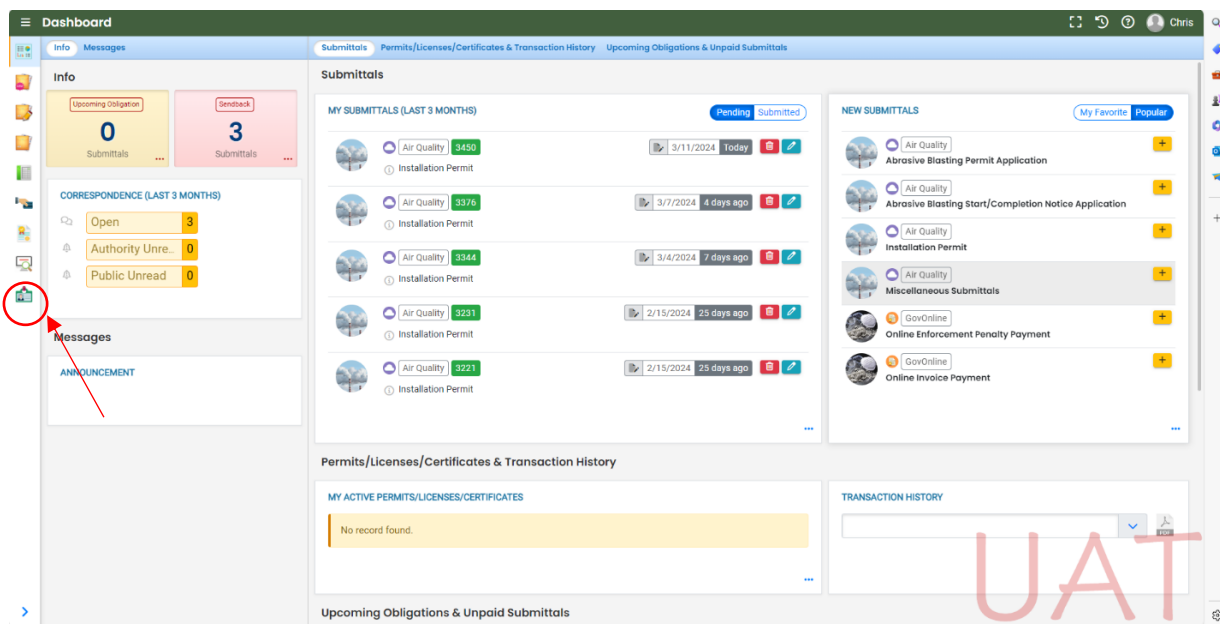 Dashboard
Chris
Info Messages
Submittals Permits/Licenses/Certificates & Transaction History Upcoming Obligations & Unpaid Submittals
Info
Upcoming Obligation
0
Submittals
Sendback
3
Submittals
CORRESPONDENCE (LAST 3 MONTHS)
Open 3
Authority Unre.. 0
Public Unread 0
Messages
ANNOUNCEMENT
Submittals
MY SUBMITTALS (LAST 3 MONTHS)
Pending Submitted
Air Quality 3450 3/11/2024 Today
Installation Permit
Air Quality 3376 3/7/2024 4 days ago
Installation Permit
Air Quality 3344 3/4/2024 7 days ago
Installation Permit
Air Quality 3231 2/15/2024 25 days ago
Installation Permit
Air Quality 3221 2/15/2024 25 days ago
Installation Permit
NEW SUBMITTALS
My Favorite Popular
Air Quality
Abrasive Blasting Permit Application
Air Quality
Abrasive Blasting Start/Completion Notice Application
Air Quality
Installation Permit
Air Quality
Miscellaneous Submittals
GovOnline
Online Enforcement Penalty Payment
GovOnline
Online Invoice Payment
Permits/Licenses/Certificates & Transaction History
MY ACTIVE PERMITS/LICENSES/CERTIFICATES
No record found.
TRANSACTION HISTORY
PDF
UAT
Upcoming Obligations & Unpaid Submittals